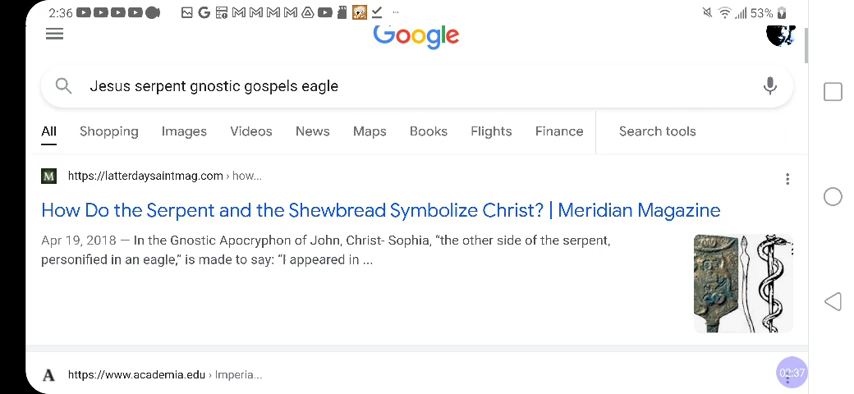 2:36
53%
Google
Jesus serpent gnostic gospels eagle
All Shopping Images Videos News Maps Books Flights Finance Search tools
M https://latterdaysaintmag.com › how...
How Do the Serpent and the Shewbread Symbolize Christ? | Meridian Magazine
Apr 19, 2018 — In the Gnostic Apocryphon of John, Christ- Sophia, “the other side of the serpent,
personified in an eagle,” is made to say: “I appeared in ...
A https://www.academia.edu › Imperia...
02:37